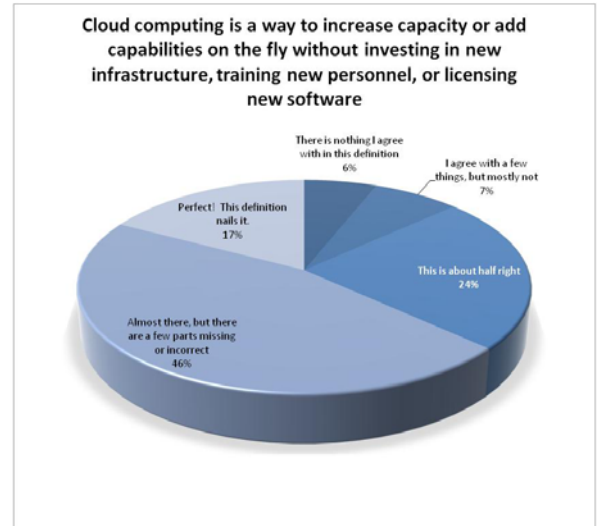 Cloud computing is a way to increase capacity or add
capabilities on the fly without investing in new
infrastructure, training new personnel, or licensing
new software
There is nothing I agree
with in this definition
6%
I agree with a few
things, but mostly not
7%
Perfect! This definition
nails it.
17%
This is about half right
24%
Almost there, but there
are a few parts missing
or incorrect
46%